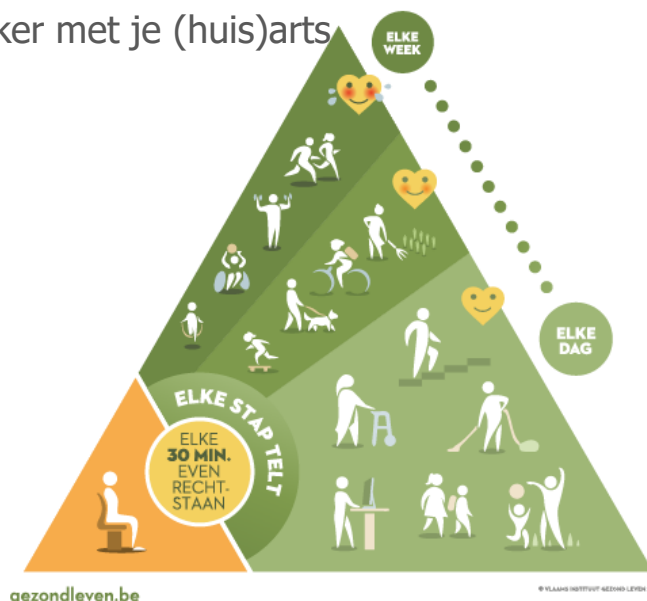 ker met je (huis)arts
ELKE
WEEK
ELKE
DAG
ELKE STAP TELT
ELKE
30 MIN.
EVEN
RECHT-
STAAN
gezondleven.be
© VLAAMS INSTITUUT GEZOND LEVEN